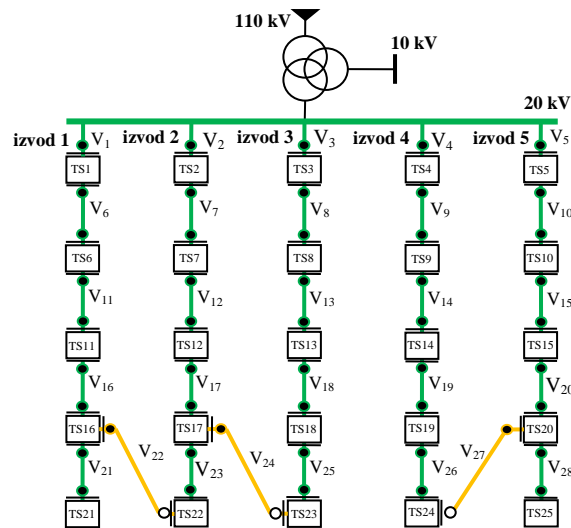 110 kV
10 kV
20 kV
izvod 1 V1 izvod 2 V2 izvod 3 V3 izvod 4 V4 izvod 5 V5
TS1 TS2 TS3 TS4 TS5
V6 V7 V8 V9 V10
TS6 TS7 TS8 TS9 TS10
V11 V12 V13 V14 V15
TS11 TS12 TS13 TS14 TS15
V16 V17 V18 V19 V20
TS16 TS17 TS18 TS19 TS20
V21 V22 V23 V24 V25 V26 V27 V28
TS21 TS22 TS23 TS24 TS25